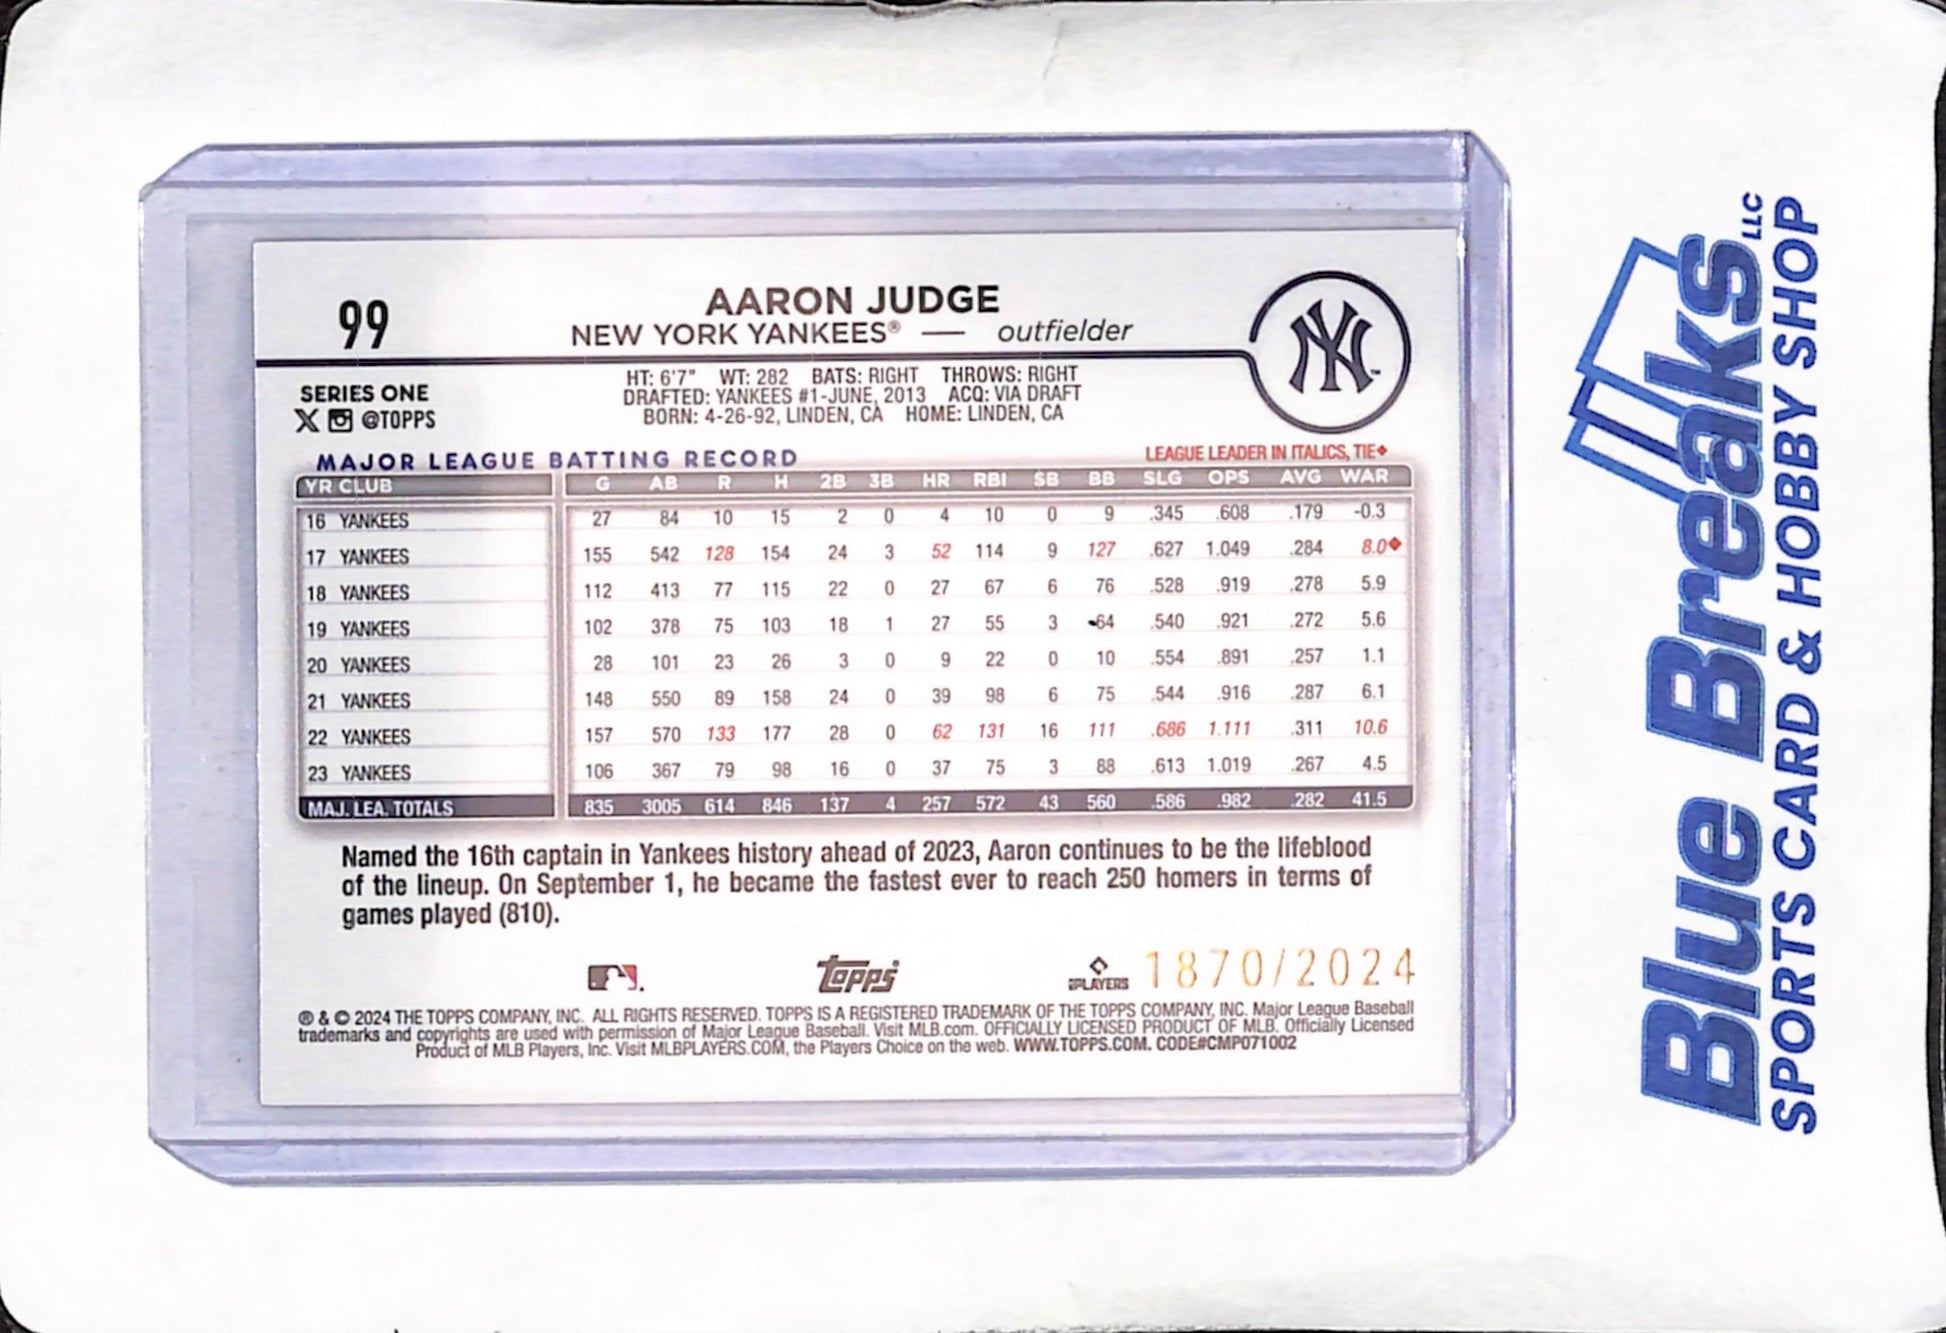 99
AARON JUDGE
NEW YORK YANKEES® — outfielder
NY™
SERIES ONE
X @TOPPS
HT: 6'7" WT: 282 BATS: RIGHT THROWS: RIGHT
DRAFTED: YANKEES #1-JUNE, 2013 ACQ: VIA DRAFT
BORN: 4-26-92, LINDEN, CA HOME: LINDEN, CA
MAJOR LEAGUE BATTING RECORD
LEAGUE LEADER IN ITALICS, TIE◆
YR CLUB G AB R H 2B 3B HR RBI SB BB SLG OPS AVG WAR
16 YANKEES 27 84 10 15 2 0 4 10 0 9 .345 .608 .179 -0.3
17 YANKEES 155 542 128 154 24 3 52 114 9 127 .627 1.049 .284 8.0◆
18 YANKEES 112 413 77 115 22 0 27 67 6 76 .528 .919 .278 5.9
19 YANKEES 102 378 75 103 18 1 27 55 3 64 .540 .921 .272 5.6
20 YANKEES 28 101 23 26 3 0 9 22 0 10 .554 .891 .257 1.1
21 YANKEES 148 550 89 158 24 0 39 98 6 75 .544 .916 .287 6.1
22 YANKEES 157 570 133 177 28 0 62 131 16 111 .686 1.111 .311 10.6
23 YANKEES 106 367 79 98 16 0 37 75 3 88 .613 1.019 .267 4.5
MAJ. LEA. TOTALS 835 3005 614 846 137 4 257 572 43 560 .586 .982 .282 41.5
Named the 16th captain in Yankees history ahead of 2023, Aaron continues to be the lifeblood
of the lineup. On September 1, he became the fastest ever to reach 250 homers in terms of
games played (810).
topps
PLAYERS
1870/2024
® & © 2024 THE TOPPS COMPANY, INC. ALL RIGHTS RESERVED. TOPPS IS A REGISTERED TRADEMARK OF THE TOPPS COMPANY, INC. Major League Baseball
trademarks and copyrights are used with permission of Major League Baseball. Visit MLB.com. OFFICIALLY LICENSED PRODUCT OF MLB. Officially Licensed
Product of MLB Players, Inc. Visit MLBPLAYERS.COM, the Players Choice on the web. WWW.TOPPS.COM. CODE#CMP071002
Blue Breaks LLC
SPORTS CARD & HOBBY SHOP